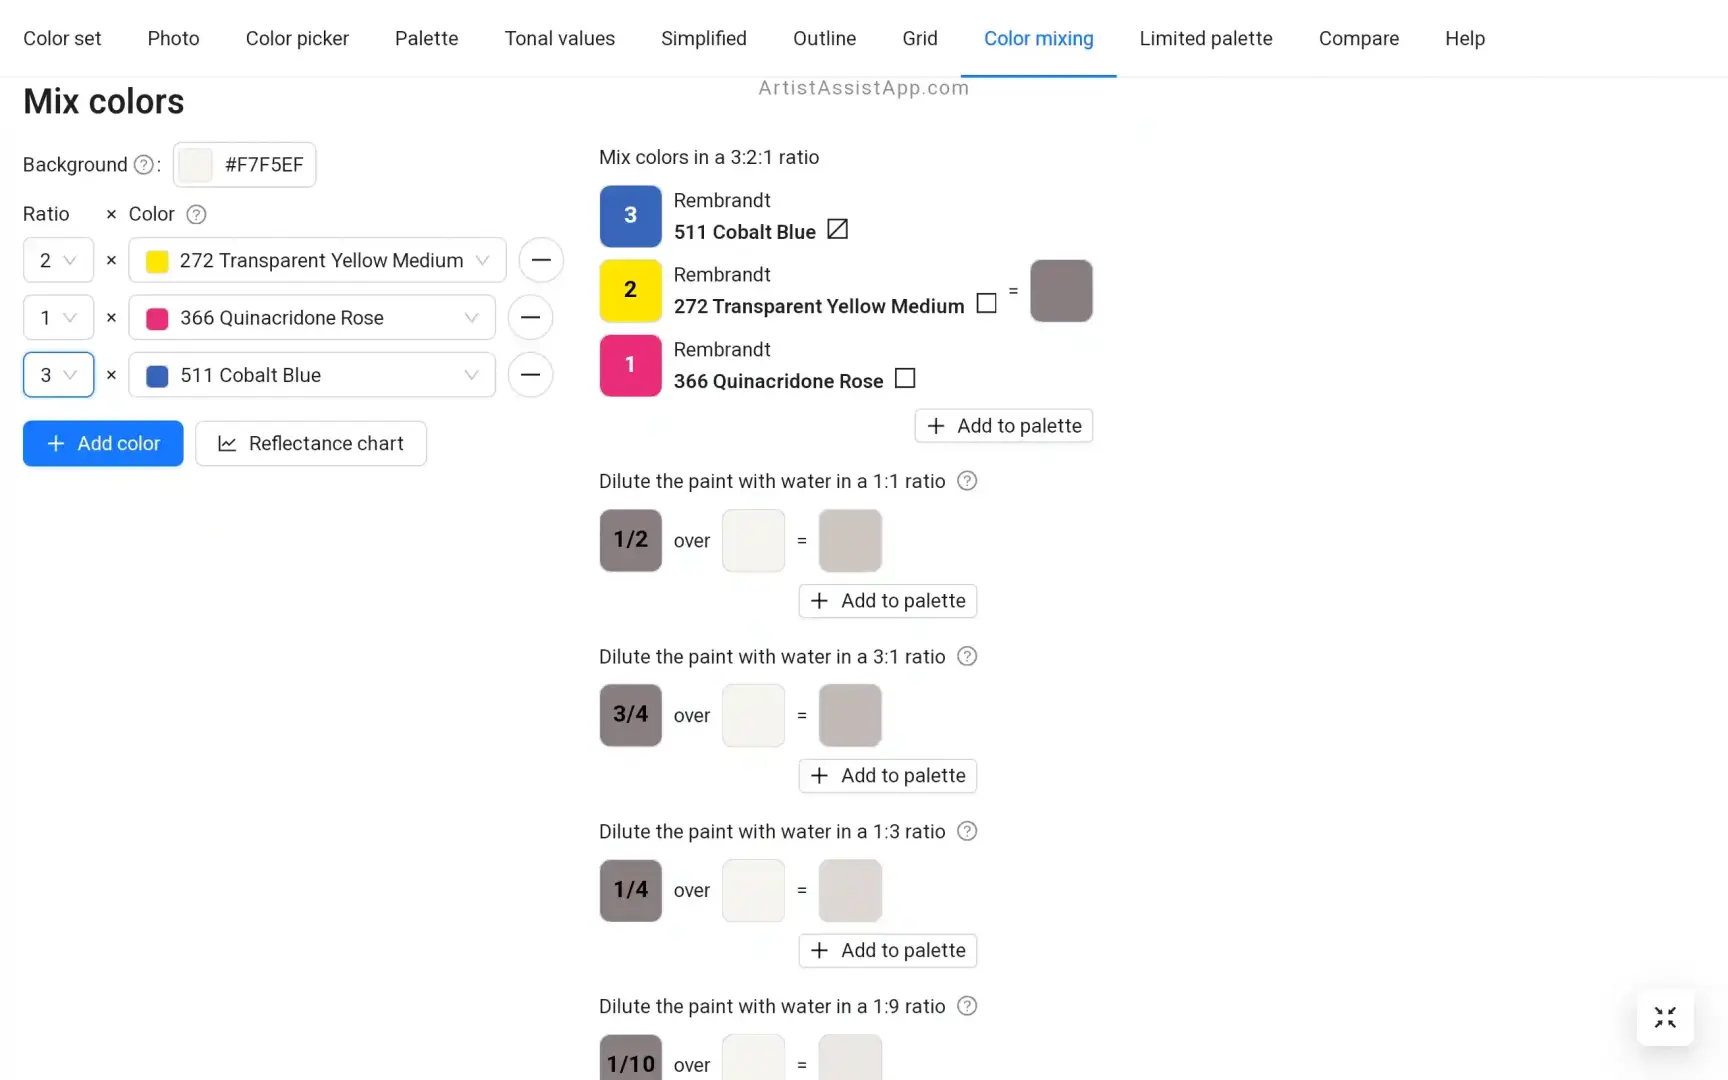 Color set Photo Color picker Palette Tonal values Simplified Outline Grid Color mixing Limited palette Compare Help
ArtistAssistApp.com
Mix colors
Background ? : #F7F5EF
Ratio × Color ?
2 × 272 Transparent Yellow Medium
1 × 366 Quinacridone Rose
3 × 511 Cobalt Blue
+ Add color Reflectance chart
Mix colors in a 3:2:1 ratio
3 Rembrandt
511 Cobalt Blue
2 Rembrandt
272 Transparent Yellow Medium =
1 Rembrandt
366 Quinacridone Rose
+ Add to palette
Dilute the paint with water in a 1:1 ratio ?
1/2 over =
+ Add to palette
Dilute the paint with water in a 3:1 ratio ?
3/4 over =
+ Add to palette
Dilute the paint with water in a 1:3 ratio ?
1/4 over =
+ Add to palette
Dilute the paint with water in a 1:9 ratio ?
1/10 over =